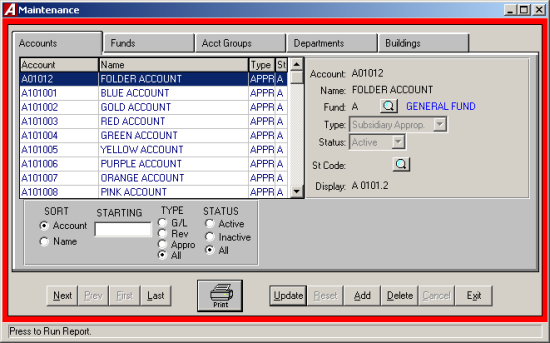 A Maintenance
Accounts Funds Acct Groups Departments Buildings
Account Name Type St
A01012 FOLDER ACCOUNT APPR A
A101001 BLUE ACCOUNT APPR A
A101002 GOLD ACCOUNT APPR A
A101003 RED ACCOUNT APPR A
A101004 GREEN ACCOUNT APPR A
A101005 YELLOW ACCOUNT APPR A
A101006 PURPLE ACCOUNT APPR A
A101007 ORANGE ACCOUNT APPR A
A101008 PINK ACCOUNT APPR A
Account: A01012
Name: FOLDER ACCOUNT
Fund: A GENERAL FUND
Type: Subsidiary Approp.
Status: Active
St Code:
Display: A 0101.2
SORT STARTING TYPE STATUS
Account G/L Active
Name Rev Inactive
Appro All
All
Next Prev First Last Print Update Reset Add Delete Cancel Exit
Press to Run Report.